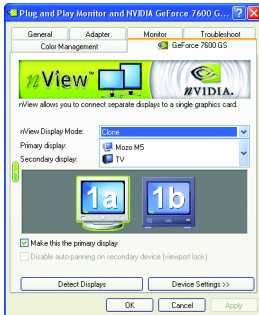 Plug and Play Monitor and NVIDIA GeForce 7600 G...
General Adapter Monitor Troubleshoot
Color Management GeForce 7600 GS
nView™
NVIDIA.
nView allows you to connect separate displays to a single graphics card.
nView Display Mode: Clone
Primary display: Mozo M5
Secondary display: TV
1a 1b
Make this the primary display
Disable auto-panning on secondary device (viewport lock)
Detect Displays Device Settings >>
OK Cancel Apply